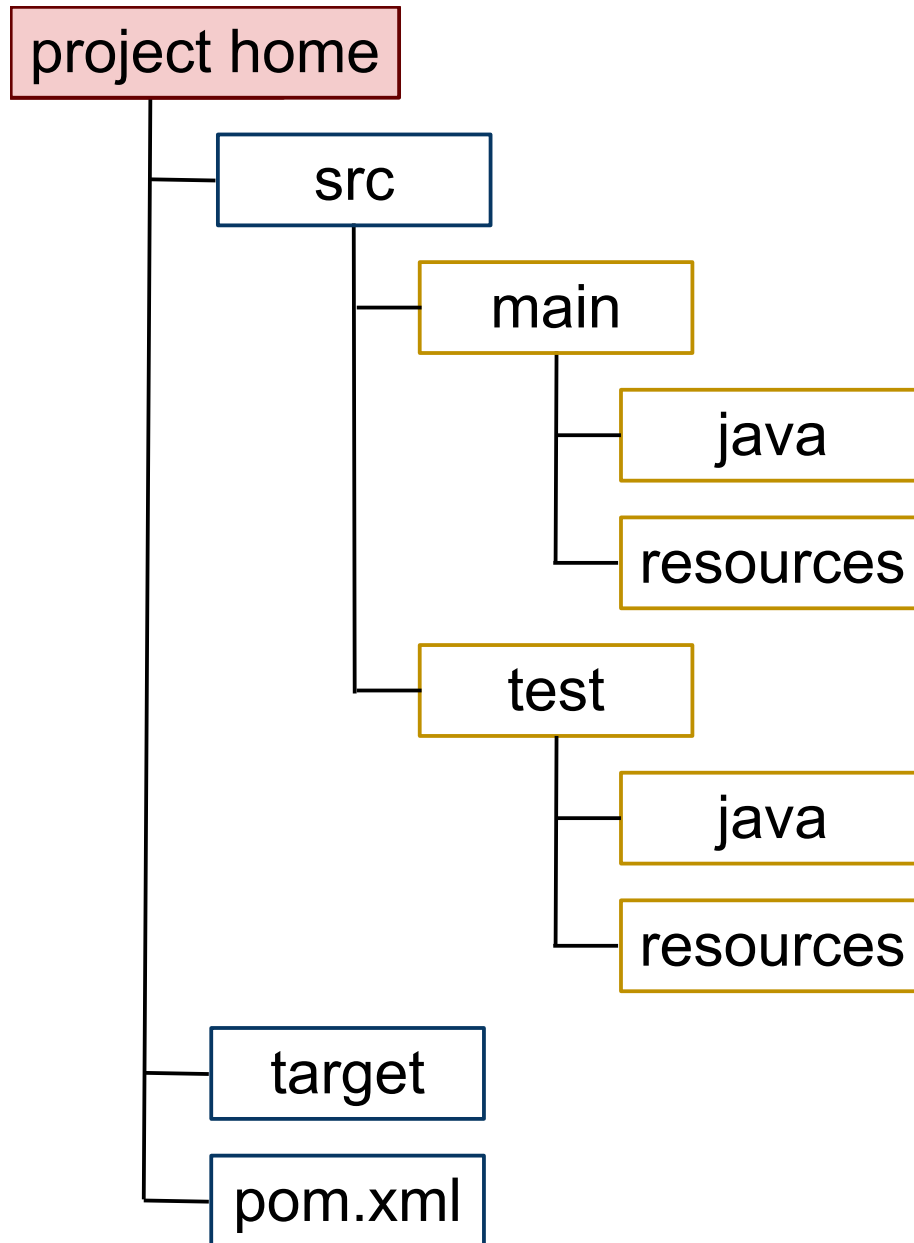 project home
src
main
java
resources
test
java
resources
target
pom.xml